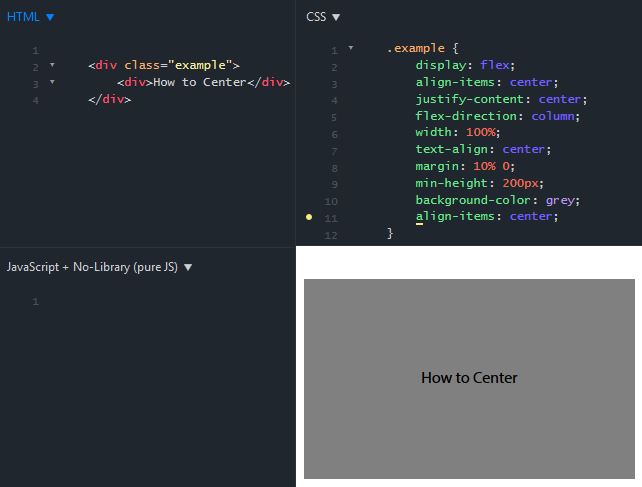 HTML ▼
1
2 ▾ <div class="example">
3 ▾ <div>How to Center</div>
4 </div>
CSS ▼
1 ▾ .example {
2 display: flex;
3 align-items: center;
4 justify-content: center;
5 flex-direction: column;
6 width: 100%;
7 text-align: center;
8 margin: 10% 0;
9 min-height: 200px;
10 background-color: grey;
11 align-items: center;
12 }
JavaScript + No-Library (pure JS) ▼
1
How to Center